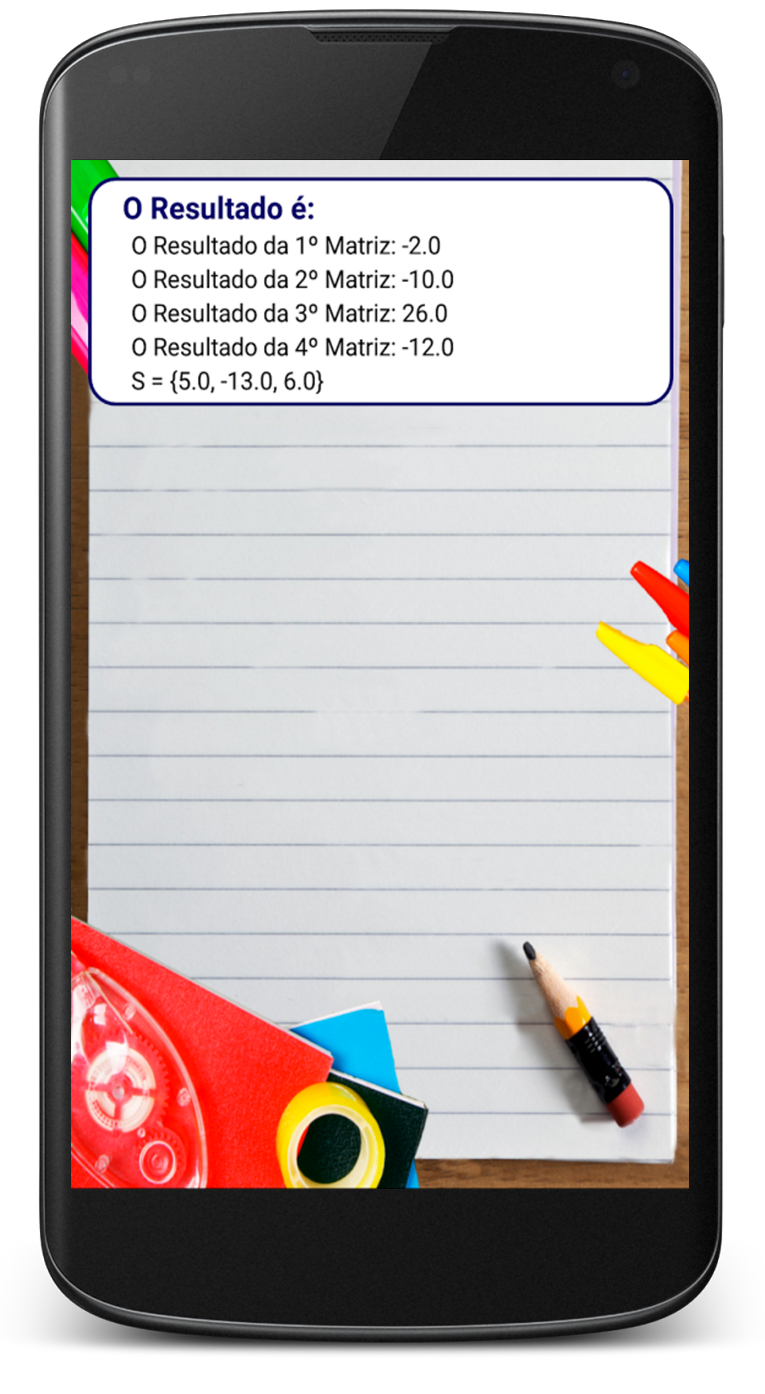 O Resultado é:
O Resultado da 1º Matriz: -2.0
O Resultado da 2º Matriz: -10.0
O Resultado da 3º Matriz: 26.0
O Resultado da 4º Matriz: -12.0
S = {5.0, -13.0, 6.0}